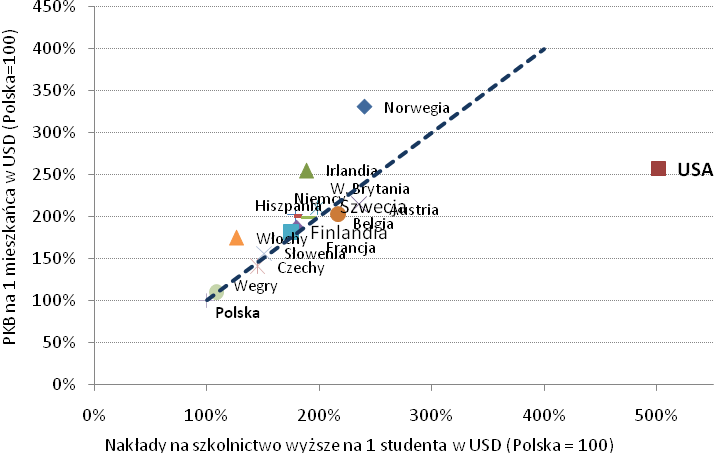 450%
400%
350%
300%
250%
200%
150%
100%
50%
0%
PKB na 1 mieszkańca w USD (Polska=100)
Norwegia
Irlandia
USA
W. Brytania
Niemcy
Hiszpania
Szwecja
Austria
Belgia
Finlandia
Włochy
Francja
Słowenia
Czechy
Węgry
Polska
0%
100%
200%
300%
400%
500%
Nakłady na szkolnictwo wyższe na 1 studenta w USD (Polska = 100)